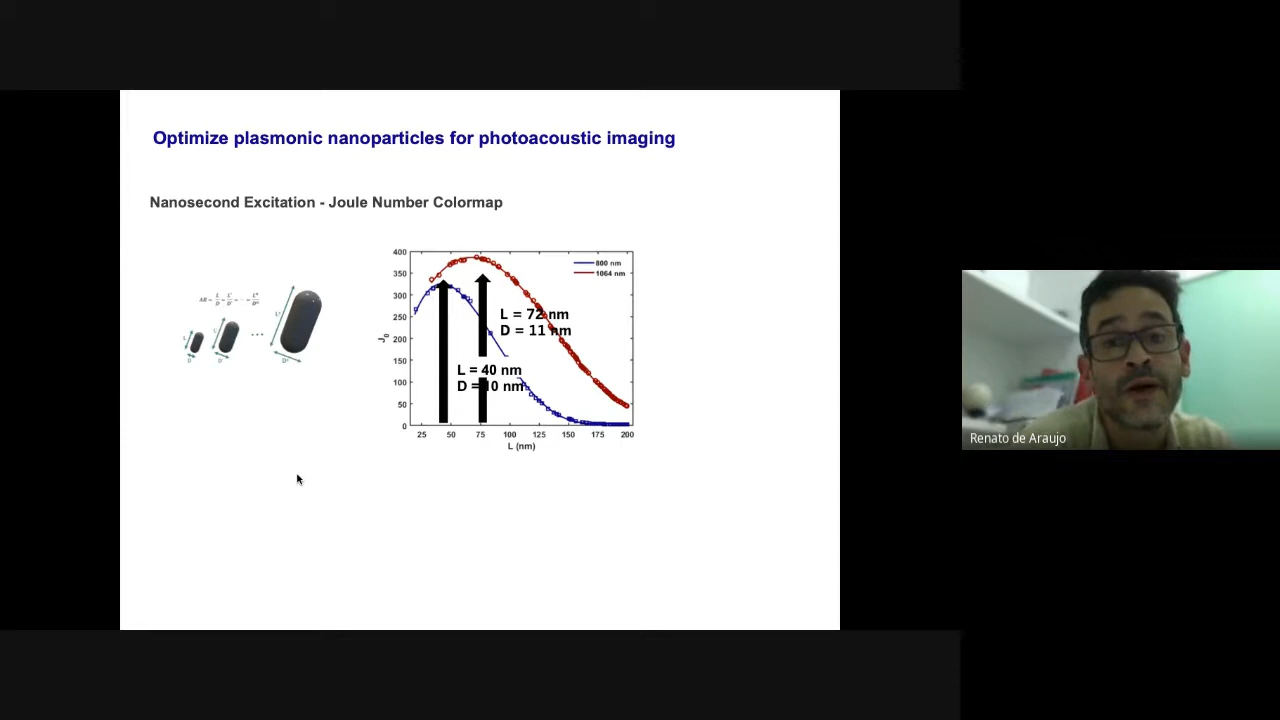 Optimize plasmonic nanoparticles for photoacoustic imaging
Nanosecond Excitation - Joule Number Colormap
L = 72 nm
D = 11 nm
L = 40 nm
D = 10 nm
800 nm
1064 nm
400
350
300
250
200
150
100
50
0
J0
25 50 75 100 125 150 175 200
L (nm)
Renato de Araujo